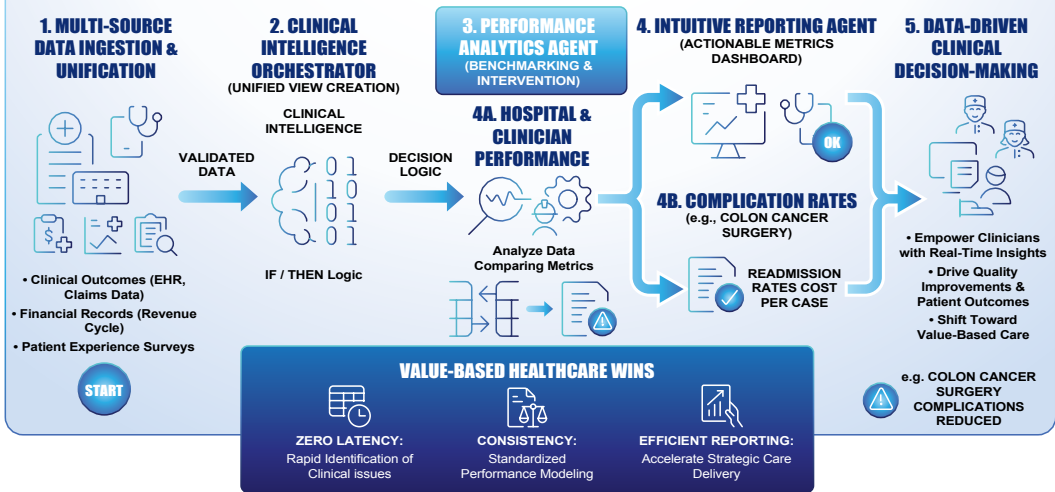 1. MULTI-SOURCE
DATA INGESTION &
UNIFICATION
VALIDATED
DATA
• Clinical Outcomes (EHR,
Claims Data)
• Financial Records (Revenue
Cycle)
• Patient Experience Surveys
START
2. CLINICAL
INTELLIGENCE
ORCHESTRATOR
(UNIFIED VIEW CREATION)
CLINICAL
INTELLIGENCE
01
10
01
01
IF / THEN Logic
DECISION
LOGIC
3. PERFORMANCE
ANALYTICS AGENT
(BENCHMARKING &
INTERVENTION)
4A. HOSPITAL &
CLINICIAN
PERFORMANCE
Analyze Data
Comparing Metrics
4. INTUITIVE REPORTING AGENT
(ACTIONABLE METRICS
DASHBOARD)
OK
4B. COMPLICATION RATES
(e.g., COLON CANCER
SURGERY)
READMISSION
RATES COST
PER CASE
5. DATA-DRIVEN
CLINICAL
DECISION-MAKING
• Empower Clinicians
with Real-Time Insights
• Drive Quality
Improvements &
Patient Outcomes
• Shift Toward
Value-Based Care
e.g. COLON CANCER
SURGERY
COMPLICATIONS
REDUCED
VALUE-BASED HEALTHCARE WINS
ZERO LATENCY:
Rapid Identification of
Clinical issues
CONSISTENCY:
Standardized
Performance Modeling
EFFICIENT REPORTING:
Accelerate Strategic Care
Delivery